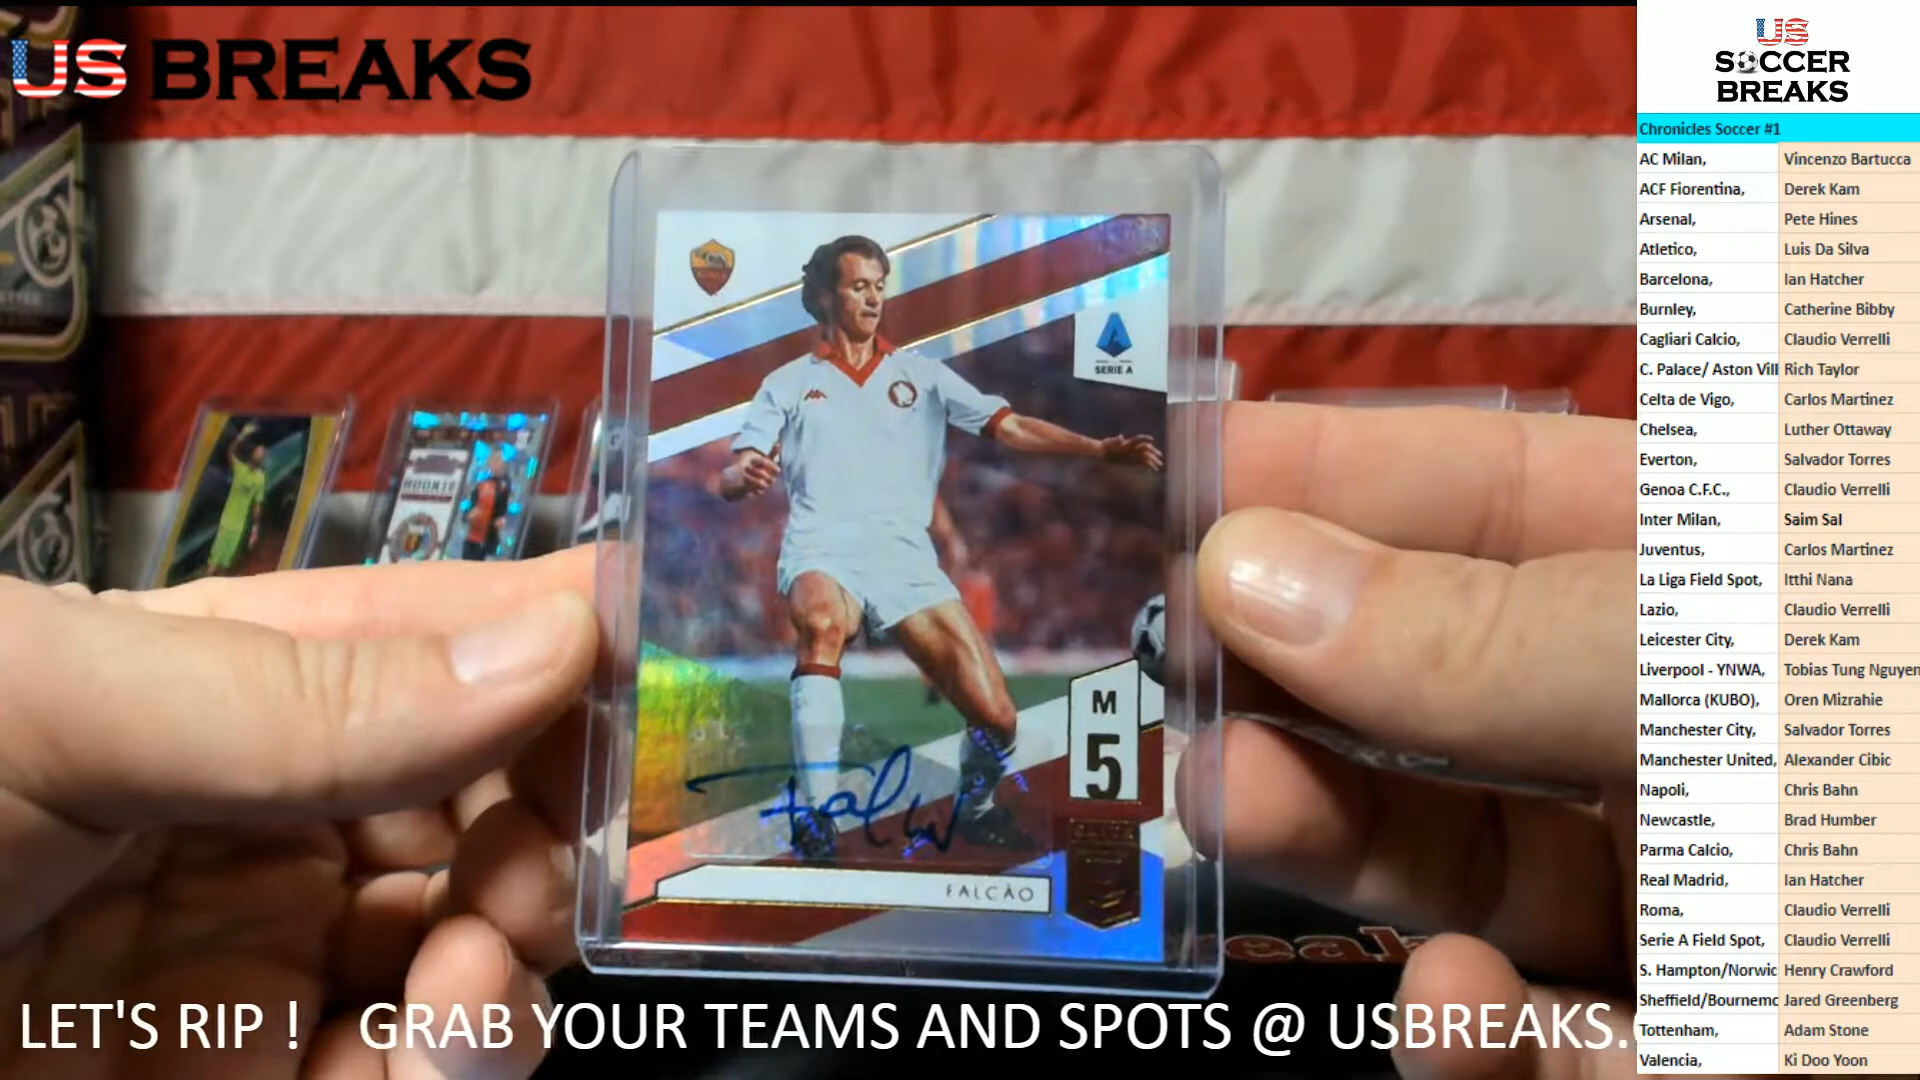 US BREAKS
ROOKIE
SERIE A
M
5
FALCÃO
LET'S RIP ! GRAB YOUR TEAMS AND SPOTS @ USBREAKS.
US
SOCCER
BREAKS
Chronicles Soccer #1
AC Milan, Vincenzo Bartucca
ACF Fiorentina, Derek Kam
Arsenal, Pete Hines
Atletico, Luis Da Silva
Barcelona, Ian Hatcher
Burnley, Catherine Bibby
Cagliari Calcio, Claudio Verrelli
C. Palace/ Aston Vill Rich Taylor
Celta de Vigo, Carlos Martinez
Chelsea, Luther Ottaway
Everton, Salvador Torres
Genoa C.F.C., Claudio Verrelli
Inter Milan, Saim Sal
Juventus, Carlos Martinez
La Liga Field Spot, Itthi Nana
Lazio, Claudio Verrelli
Leicester City, Derek Kam
Liverpool - YNWA, Tobias Tung Nguyen
Mallorca (KUBO), Oren Mizrahie
Manchester City, Salvador Torres
Manchester United, Alexander Cibic
Napoli, Chris Bahn
Newcastle, Brad Humber
Parma Calcio, Chris Bahn
Real Madrid, Ian Hatcher
Roma, Claudio Verrelli
Serie A Field Spot, Claudio Verrelli
S. Hampton/Norwic Henry Crawford
Sheffield/Bournemo Jared Greenberg
Tottenham, Adam Stone
Valencia, Ki Doo Yoon